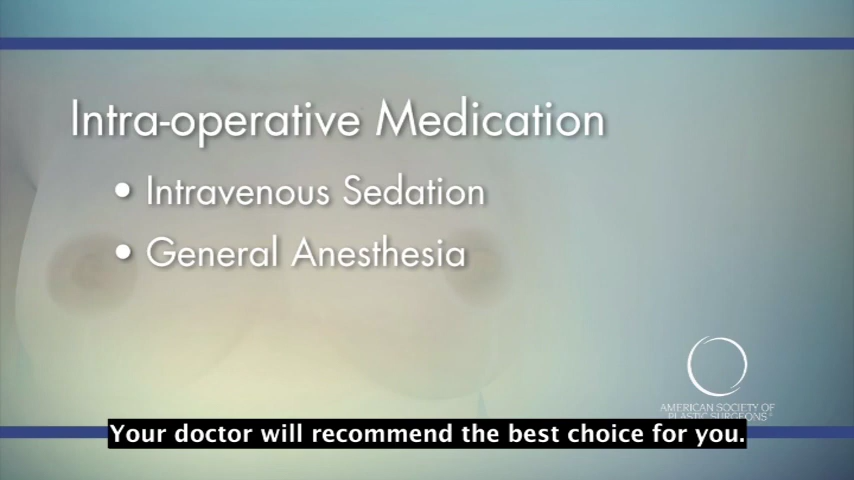 Intra-operative Medication
• Intravenous Sedation
• General Anesthesia
AMERICAN SOCIETY OF
PLASTIC SURGEONS
Your doctor will recommend the best choice for you.